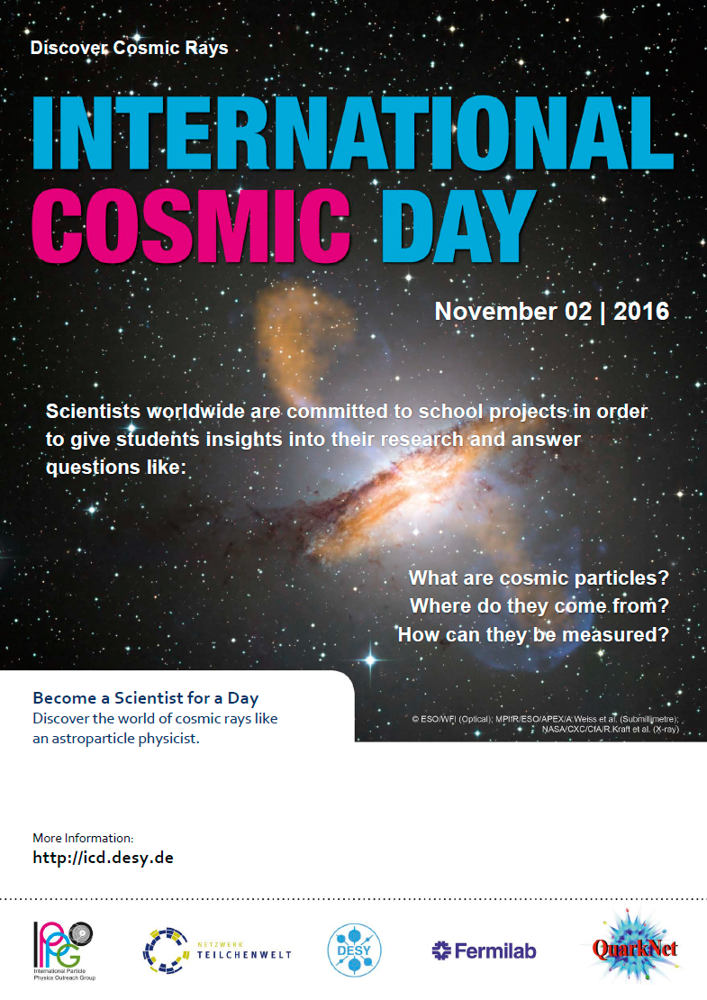 Discover Cosmic Rays
INTERNATIONAL
COSMIC DAY
November 02 | 2016
Scientists worldwide are committed to school projects in order
to give students insights into their research and answer
questions like:
What are cosmic particles?
Where do they come from?
How can they be measured?
Become a Scientist for a Day
Discover the world of cosmic rays like
an astroparticle physicist.
© ESO/WFI (Optical); MPIfR/ESO/APEX/A.Weiss et al. (Submillimetre);
NASA/CXC/CfA/R.Kraft et al. (X-ray)
More Information:
http://icd.desy.de
IPPOG
International Particle
Physics Outreach Group
NETZWERK
TEILCHENWELT
DESY
Fermilab
QuarkNet